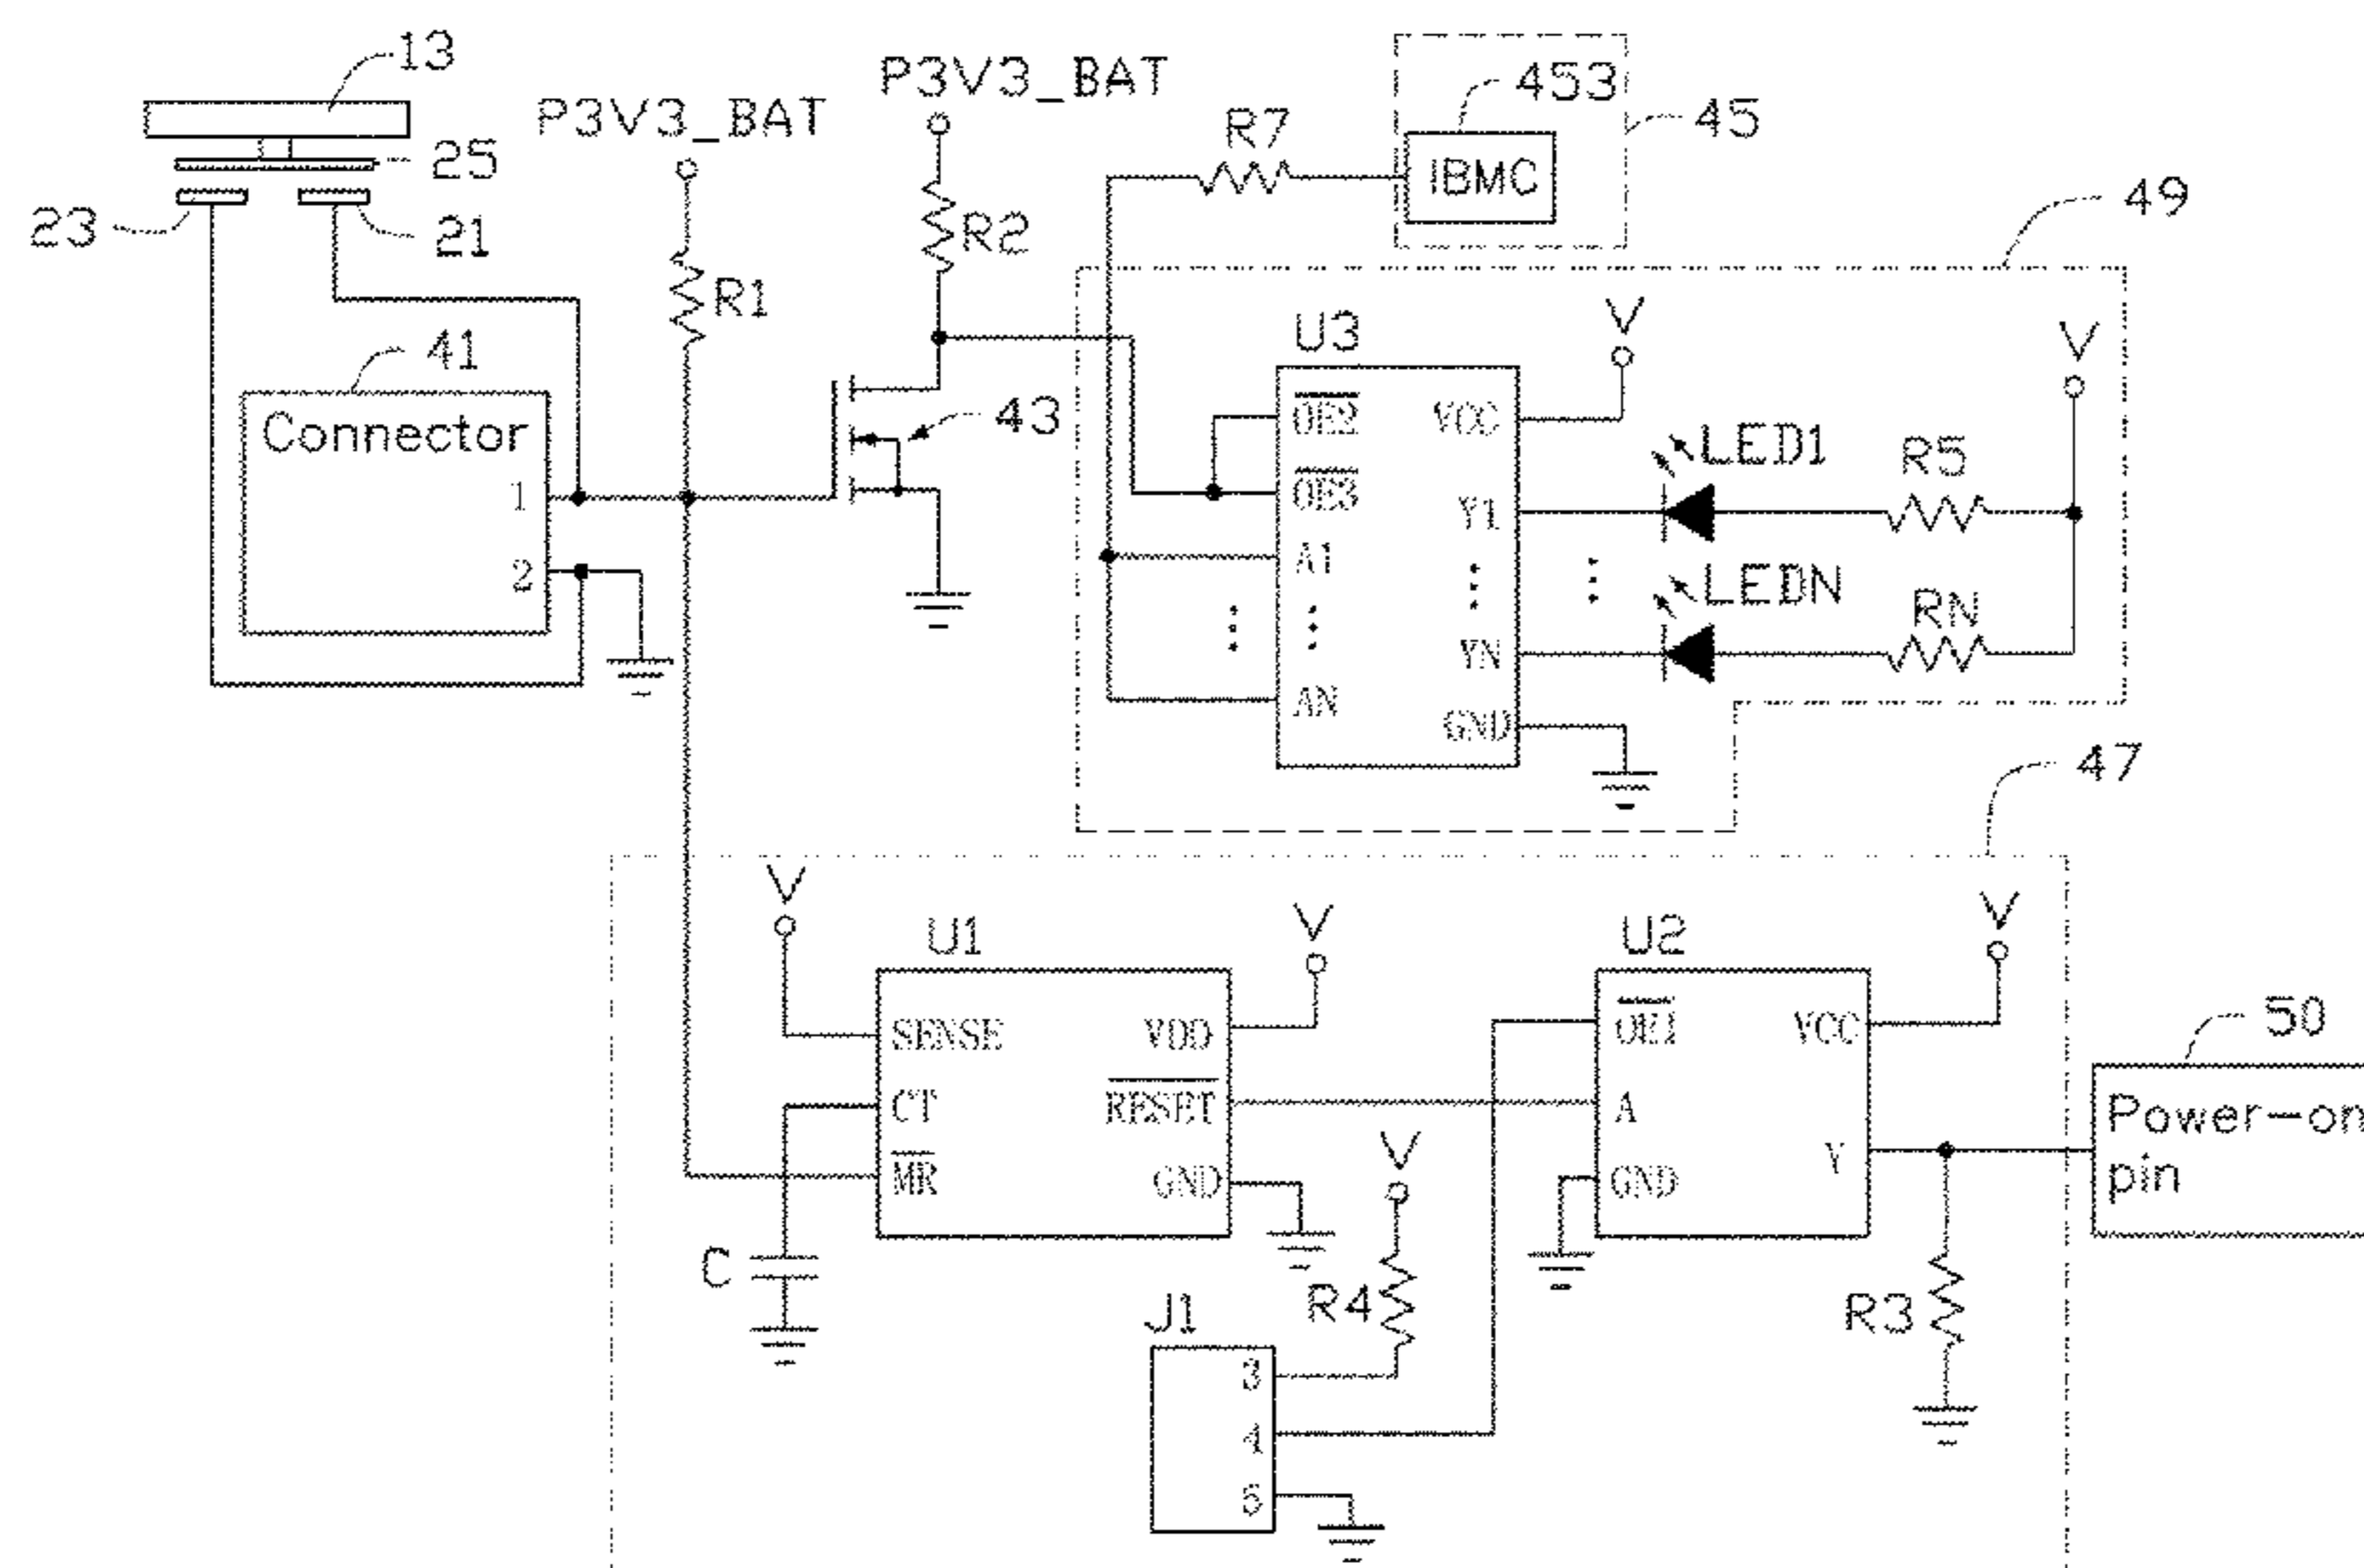 13
P3V3_BAT
P3V3_BAT
453
45
R7
IBMC
25
23
21
R2
49
R1
V
V
U3
41
Connector
1
2
43
OE2
VCC
LED1
R5
OE3
Y1
A1
LEDN
RN
YN
AN
GND
47
V
V
V
U1
U2
SENSE
VDD
OE1
VCC
50
CT
RESET
A
Power-on
pin
MR
GND
V
GND
Y
C
R4
R3
J1
3
4
5